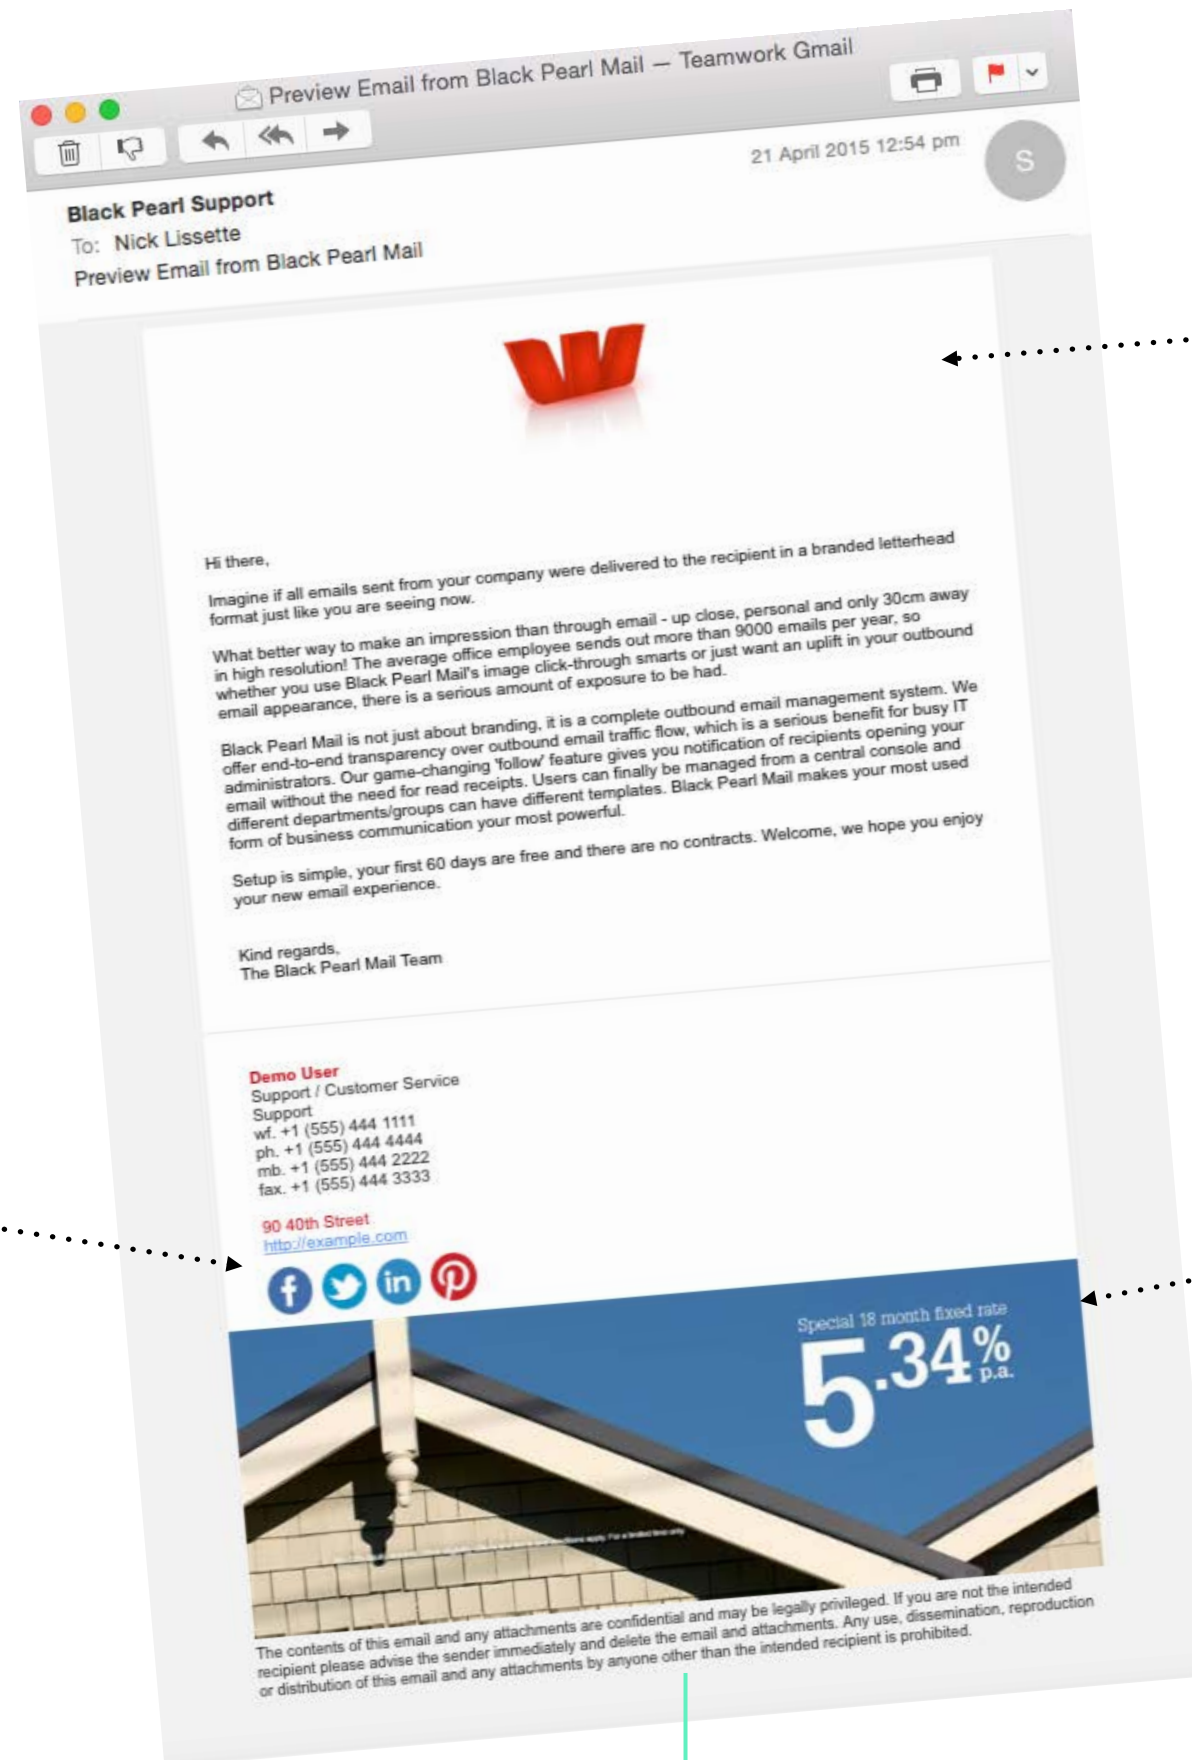 Preview Email from Black Pearl Mail — Teamwork Gmail
21 April 2015 12:54 pm
S
Black Pearl Support
To: Nick Lissette
Preview Email from Black Pearl Mail
Hi there,
Imagine if all emails sent from your company were delivered to the recipient in a branded letterhead
format just like you are seeing now.
What better way to make an impression than through email - up close, personal and only 30cm away
in high resolution! The average office employee sends out more than 9000 emails per year, so
whether you use Black Pearl Mail's image click-through smarts or just want an uplift in your outbound
email appearance, there is a serious amount of exposure to be had.
Black Pearl Mail is not just about branding, it is a complete outbound email management system. We
offer end-to-end transparency over outbound email traffic flow, which is a serious benefit for busy IT
administrators. Our game-changing 'follow' feature gives you notification of recipients opening your
email without the need for read receipts. Users can finally be managed from a central console and
different departments/groups can have different templates. Black Pearl Mail makes your most used
form of business communication your most powerful.
Setup is simple, your first 60 days are free and there are no contracts. Welcome, we hope you enjoy
your new email experience.
Kind regards,
The Black Pearl Mail Team
Demo User
Support / Customer Service
Support
wf. +1 (555) 444 1111
ph. +1 (555) 444 4444
mb. +1 (555) 444 2222
fax. +1 (555) 444 3333
90 40th Street
http://example.com
Special 18 month fixed rate
5.34%
p.a.
apply. For a limited time only.
The contents of this email and any attachments are confidential and may be legally privileged. If you are not the intended
recipient please advise the sender immediately and delete the email and attachments. Any use, dissemination, reproduction
or distribution of this email and any attachments by anyone other than the intended recipient is prohibited.